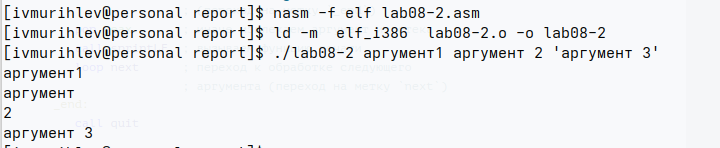 [ivmurihlev@personal report]$ nasm -f elf lab08-2.asm
[ivmurihlev@personal report]$ ld -m  elf_i386  lab08-2.o -o lab08-2
[ivmurihlev@personal report]$ ./lab08-2 аргумент1 аргумент 2 'аргумент 3'
аргумент1
аргумент
2
аргумент 3